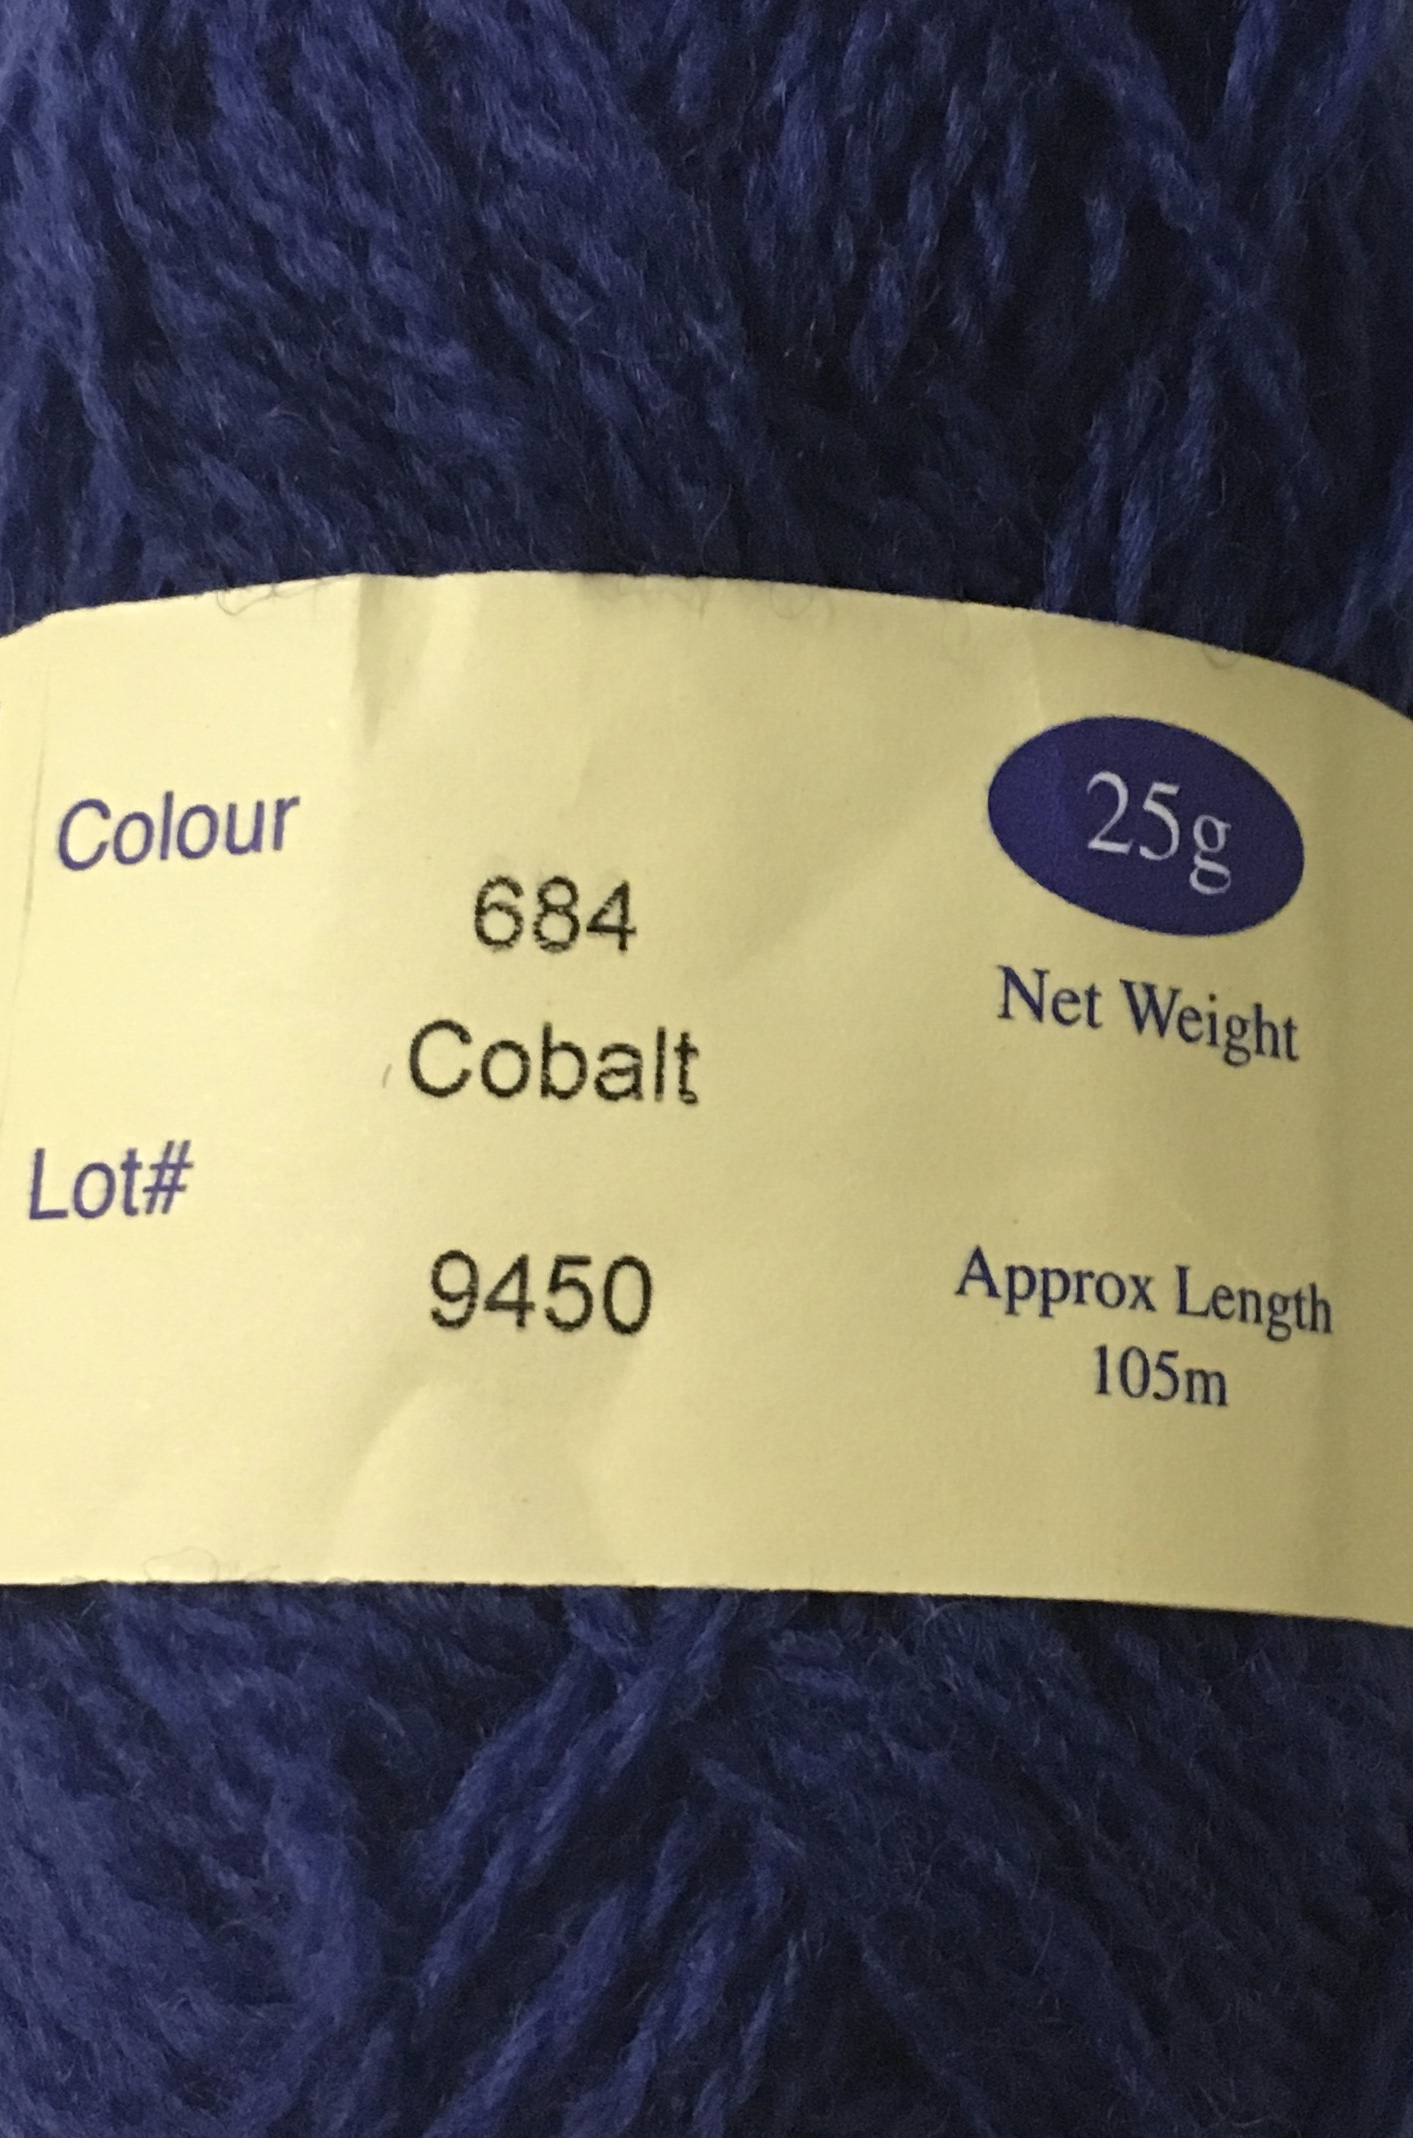 Colour
684
Cobalt
Lot#
9450
25g
Net Weight
Approx Length
105m